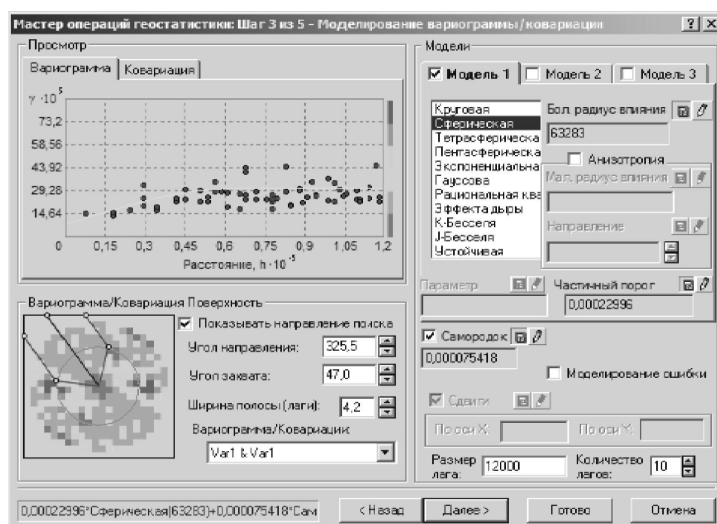 Мастер операций геостатистики: Шаг 3 из 5 - Моделирование вариограммы/ковариации
Просмотр
Вариограмма Ковариация
γ ·10⁵
73,2
58,56
43,92
29,28
14,64
0 0,15 0,3 0,45 0,6 0,75 0,9 1,05 1,2
Расстояние, h ·10⁻⁵
Вариограмма/Ковариация Поверхность
Показывать направление поиска
Угол направления: 325,5
Угол захвата: 47,0
Ширина полосы (лаги): 4,2
Вариограмма/Ковариации:
Var1 & Var1
Модели
Модель 1 Модель 2 Модель 3
Круговая
Сферическая
Тетрасферическа
Пентасферическа
Экспоненциальна
Гауссова
Рациональная ква
Эффекта дыры
К-Бесселя
J-Бесселя
Устойчивая
Бол. радиус влияния
63283
Анизотропия
Мал. радиус влияния
Направление
Параметр
Частичный порог
0,00022996
Самородок
0,000075418
Моделирование ошибки
Сдвиги
По оси X: По оси Y:
Размер лага: 12000
Количество лагов: 10
0,00022996*Сферическая(63283)+0,000075418*Сам
< Назад Далее > Готово Отмена